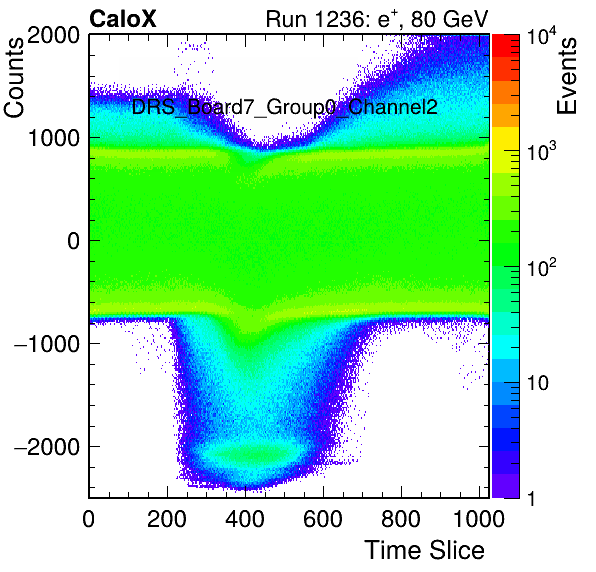 CaloX Run 1236: e⁺, 80 GeV
Counts
Events
DRS_Board7_Group0_Channel2
2000
1000
0
−1000
−2000
10⁴
10³
10²
10
1
0 200 400 600 800 1000
Time Slice